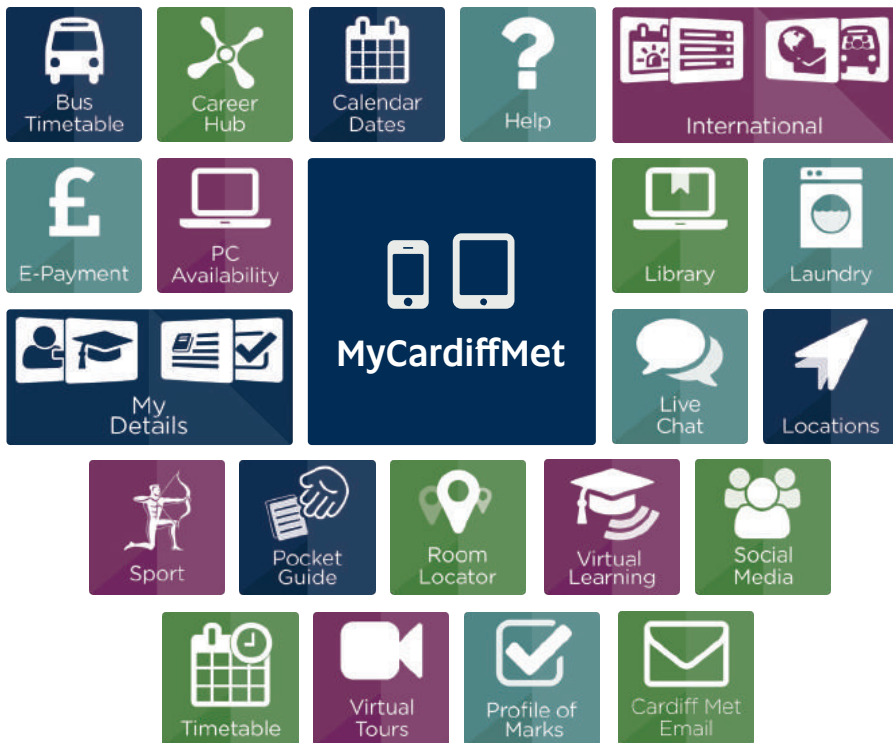 Bus
Timetable
Career
Hub
Calendar
Dates
Help
International
E-Payment
PC
Availability
MyCardiffMet
Library
Laundry
My
Details
Live
Chat
Locations
Sport
Pocket
Guide
Room
Locator
Virtual
Learning
Social
Media
Timetable
Virtual
Tours
Profile of
Marks
Cardiff Met
Email